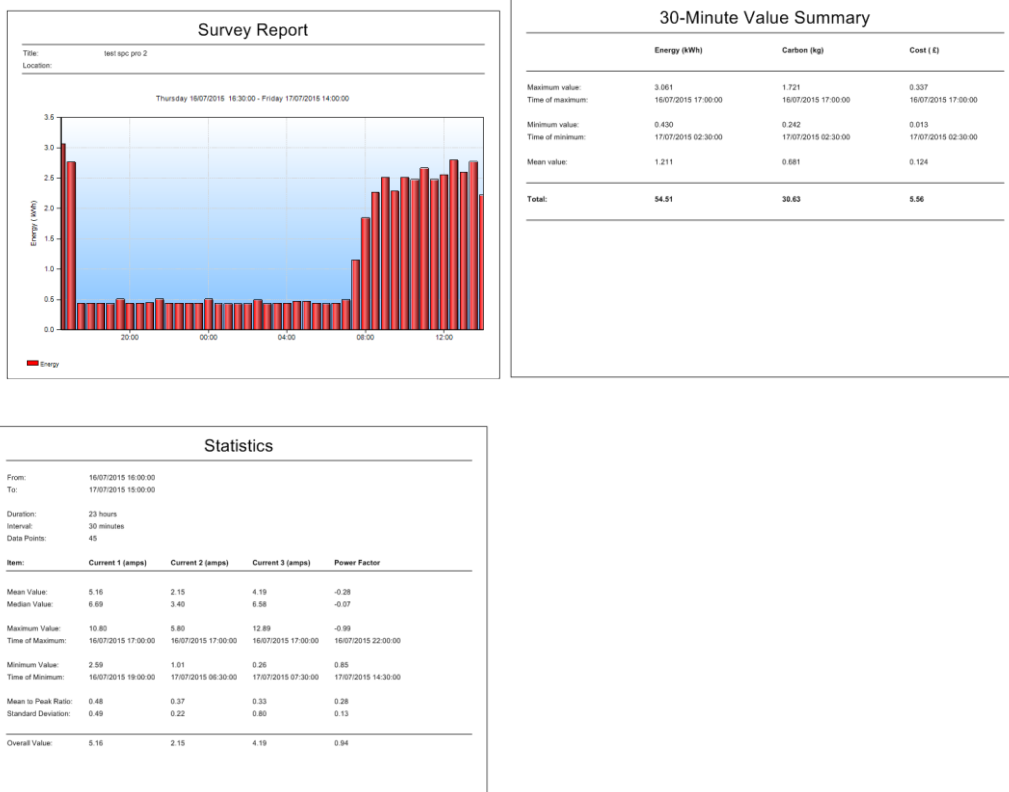 Survey Report
Title: test spc pro 2
Location:
Thursday 16/07/2015 16:30:00 - Friday 17/07/2015 14:00:00
3.5
3.0
2.5
2.0
1.5
1.0
0.5
0.0
Energy ( kWh)
20:00 00:00 04:00 08:00 12:00
Energy
30-Minute Value Summary
Energy (kWh) Carbon (kg) Cost ( £)
Maximum value: 3.061 1.721 0.337
Time of maximum: 16/07/2015 17:00:00 16/07/2015 17:00:00 16/07/2015 17:00:00
Minimum value: 0.430 0.242 0.013
Time of minimum: 17/07/2015 02:30:00 17/07/2015 02:30:00 17/07/2015 02:30:00
Mean value: 1.211 0.681 0.124
Total: 54.51 30.63 5.56
Statistics
From: 16/07/2015 16:00:00
To: 17/07/2015 15:00:00
Duration: 23 hours
Interval: 30 minutes
Data Points: 45
Item: Current 1 (amps) Current 2 (amps) Current 3 (amps) Power Factor
Mean Value: 5.16 2.15 4.19 -0.28
Median Value: 6.69 3.40 6.58 -0.07
Maximum Value: 10.80 5.80 12.89 -0.99
Time of Maximum: 16/07/2015 17:00:00 16/07/2015 17:00:00 16/07/2015 17:00:00 16/07/2015 22:00:00
Minimum Value: 2.59 1.01 0.26 0.85
Time of Minimum: 16/07/2015 19:00:00 17/07/2015 06:30:00 17/07/2015 07:30:00 17/07/2015 14:30:00
Mean to Peak Ratio: 0.48 0.37 0.33 0.28
Standard Deviation: 0.49 0.22 0.80 0.13
Overall Value: 5.16 2.15 4.19 0.94